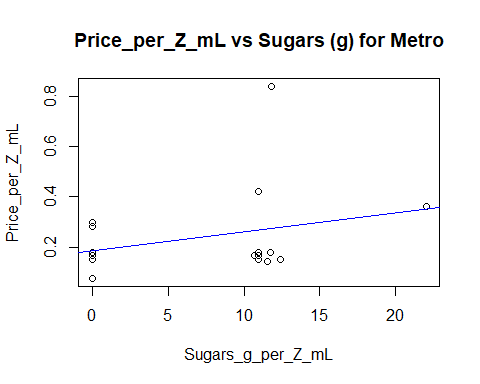 Price_per_Z_mL vs Sugars (g) for Metro
Price_per_Z_mL
0.8
0.6
0.4
0.2
0 5 10 15 20
Sugars_g_per_Z_mL